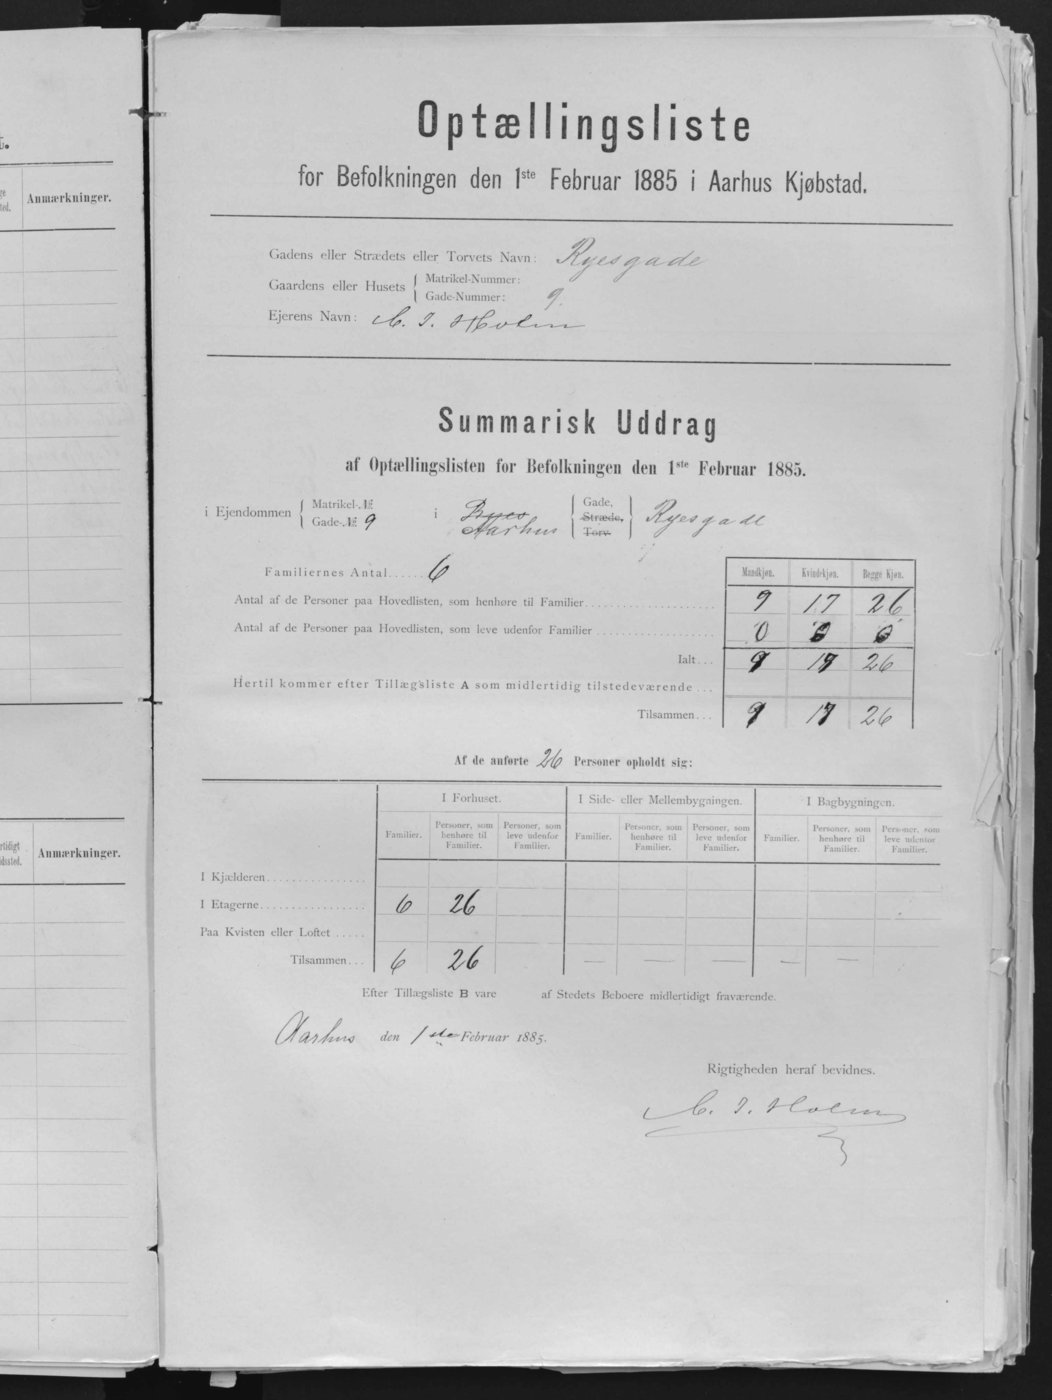 t.
ge
ted.
Anmærkninger.
rtidigt
idssted.
Anmærkninger.
Optællingsliste
for Befolkningen den 1ste Februar 1885 i Aarhus Kjøbstad.
Gadens eller Strædets eller Torvets Navn: Ryesgade
Gaardens eller Husets { Matrikel-Nummer:
Gade-Nummer: 9.
Ejerens Navn: C. I. Holm
Summarisk Uddrag
af Optællingslisten for Befolkningen den 1ste Februar 1885.
i Ejendommen { Matrikel-№
Gade-№ 9 i Aarhus { Gade, Stræde, Torv } Ryesgade
Familiernes Antal...... 6
Mandkjøn. Kvindekjøn. Begge Kjøn.
Antal af de Personer paa Hovedlisten, som henhøre til Familier 9 17 26
Antal af de Personer paa Hovedlisten, som leve udenfor Familier 0 0 0
Ialt... 9 17 26
Hertil kommer efter Tillægsliste A som midlertidig tilstedeværende...
Tilsammen... 9 17 26
Af de anførte 26 Personer opholdt sig:
I Forhuset. I Side- eller Mellembygningen. I Bagbygningen.
Familier. Personer, som henhøre til Familier. Personer, som leve udenfor Familier. Familier. Personer, som henhøre til Familier. Personer, som leve udenfor Familier. Familier. Personer, som henhøre til Familier. Personer, som leve udenfor Familier.
I Kjælderen
I Etagerne 6 26
Paa Kvisten eller Loftet
Tilsammen... 6 26 — — — — —
Efter Tillægsliste B vare af Stedets Beboere midlertidigt fraværende.
Aarhus den 1ste Februar 1885.
Rigtigheden heraf bevidnes.
C. I. Holm